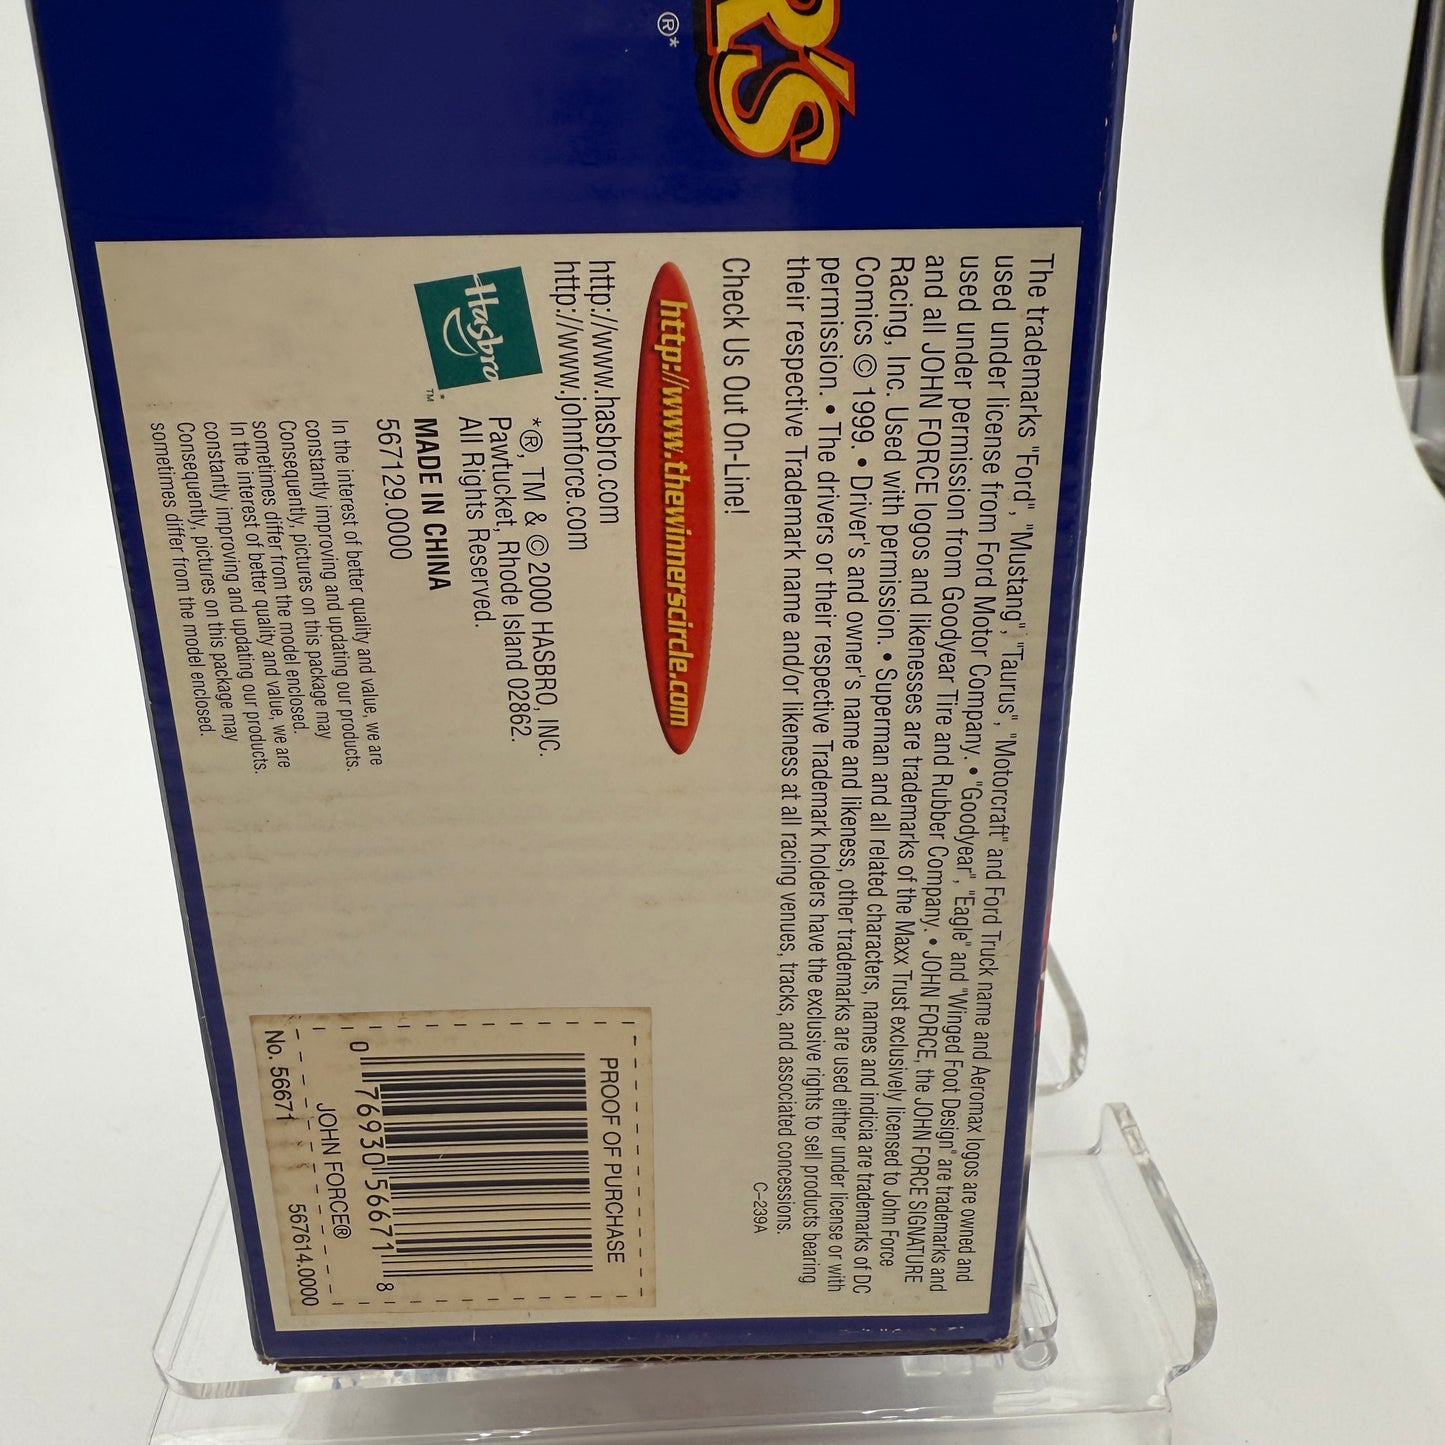 R'S
®*
The trademarks "Ford", "Mustang", "Taurus", "Motorcraft" and Ford Truck name and Aeromax logos are owned and
used under license from Ford Motor Company. • "Goodyear", "Eagle" and "Winged Foot Design" are trademarks and
used under permission from Goodyear Tire and Rubber Company. • JOHN FORCE, the JOHN FORCE SIGNATURE
and all JOHN FORCE logos and likenesses are trademarks of the Maxx Trust exclusively licensed to John Force
Racing, Inc. Used with permission. • Superman and all related characters, names and indicia are trademarks of DC
Comics © 1999. • Driver's and owner's name and likeness, other trademarks are used either under license or with
permission. • The drivers or their respective Trademark holders have the exclusive rights to sell products bearing
their respective Trademark name and/or likeness at all racing venues, tracks, and associated concessions.
C-239A
Check Us Out On-Line!
http://www.thewinnerscircle.com
http://www.hasbro.com
http://www.johnforce.com
Hasbro
™*
*®, TM & © 2000 HASBRO, INC.
Pawtucket, Rhode Island 02862.
All Rights Reserved.
MADE IN CHINA
567129.0000
In the interest of better quality and value, we are
constantly improving and updating our products.
Consequently, pictures on this package may
sometimes differ from the model enclosed.
In the interest of better quality and value, we are
constantly improving and updating our products.
Consequently, pictures on this package may
sometimes differ from the model enclosed.
PROOF OF PURCHASE
0 76930 56671 8
JOHN FORCE®
No. 56671 567614.0000